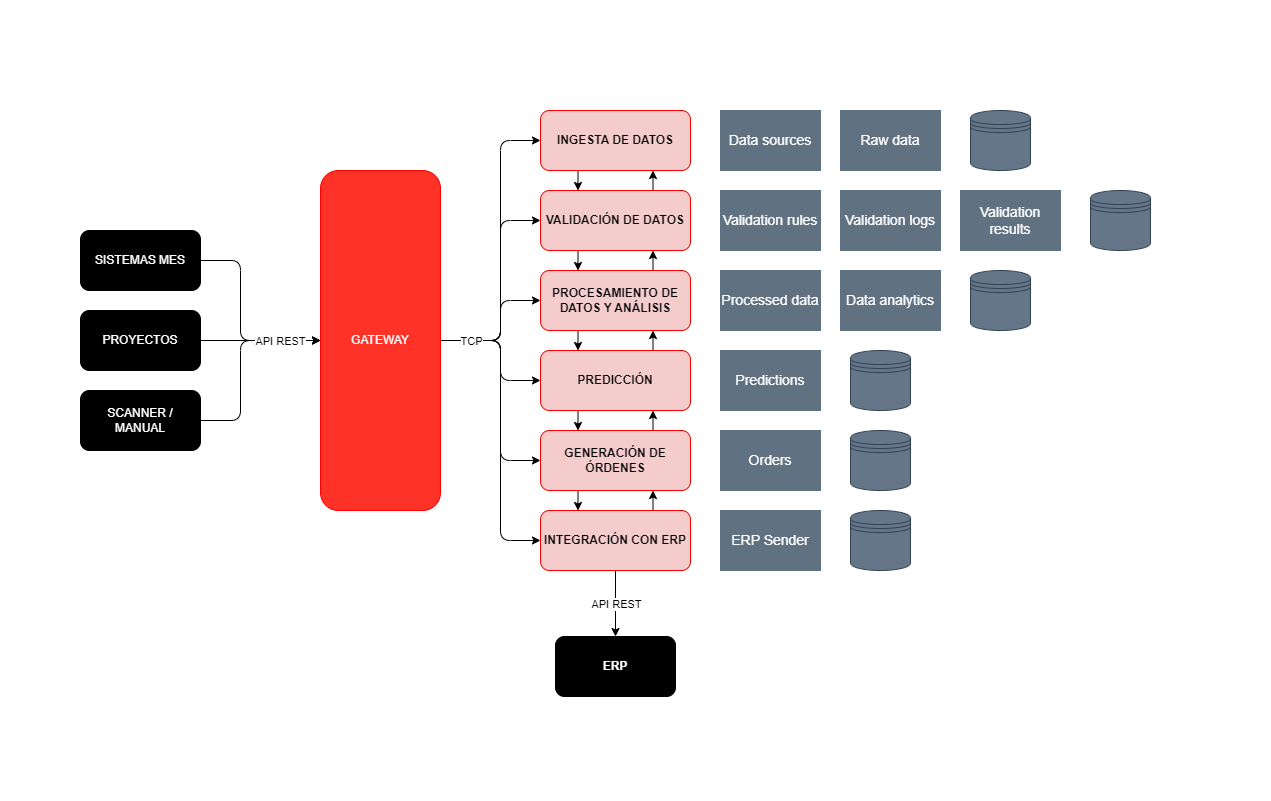 INGESTA DE DATOS
Data sources
Raw data
VALIDACIÓN DE DATOS
Validation rules
Validation logs
Validation
results
SISTEMAS MES
PROCESAMIENTO DE
DATOS Y ANÁLISIS
Processed data
Data analytics
PROYECTOS
API REST
GATEWAY
TCP
PREDICCIÓN
Predictions
SCANNER /
MANUAL
GENERACIÓN DE
ÓRDENES
Orders
INTEGRACIÓN CON ERP
ERP Sender
API REST
ERP